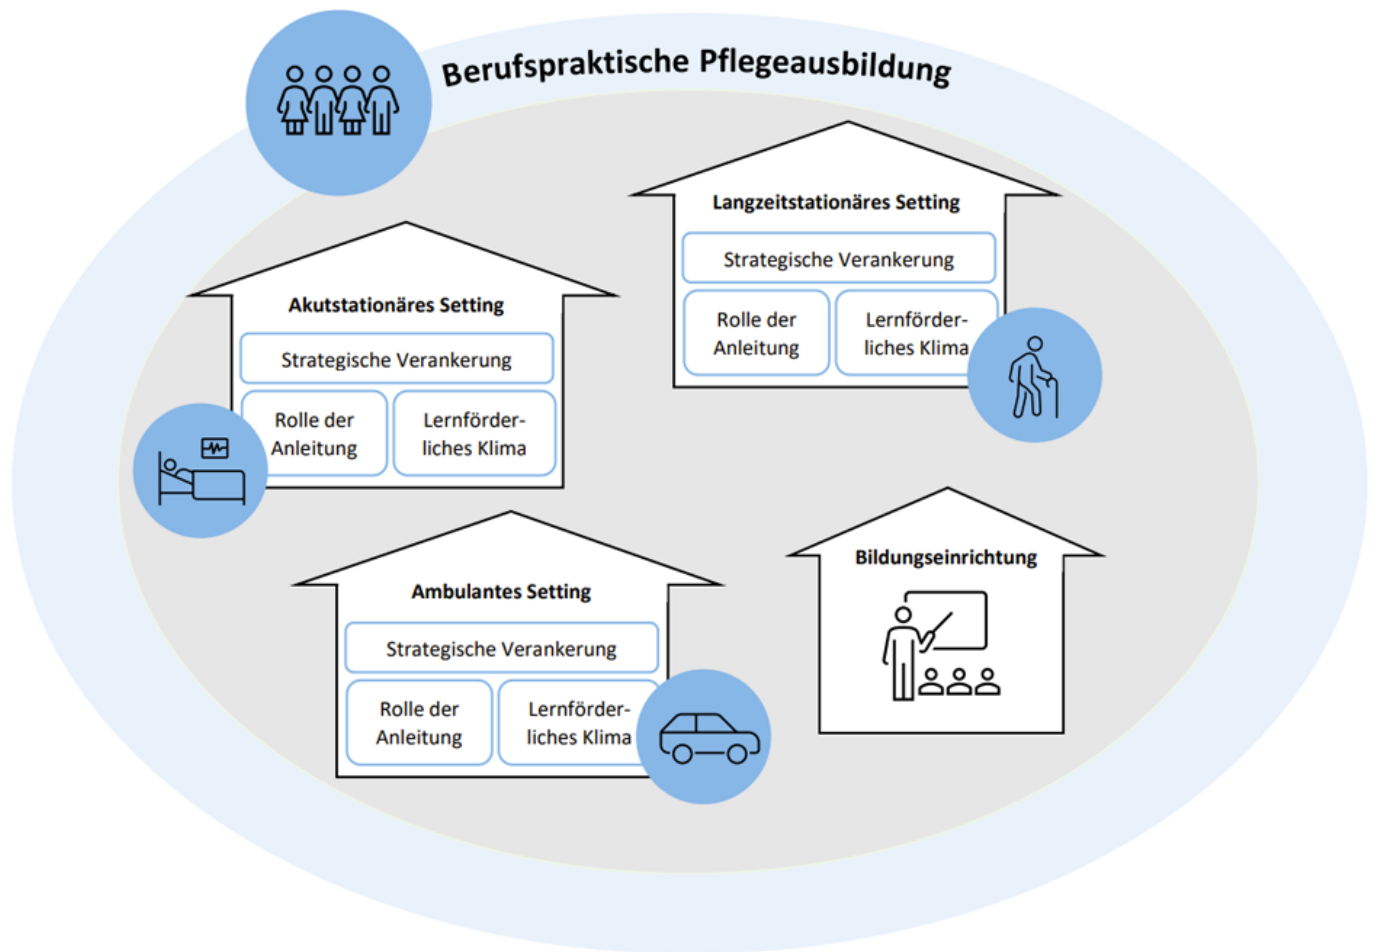 Berufspraktische Pflegeausbildung
Langzeitstationäres Setting
Strategische Verankerung
Rolle der
Anleitung
Lernförder-
liches Klima
Akutstationäres Setting
Strategische Verankerung
Rolle der
Anleitung
Lernförder-
liches Klima
Ambulantes Setting
Strategische Verankerung
Rolle der
Anleitung
Lernförder-
liches Klima
Bildungseinrichtung